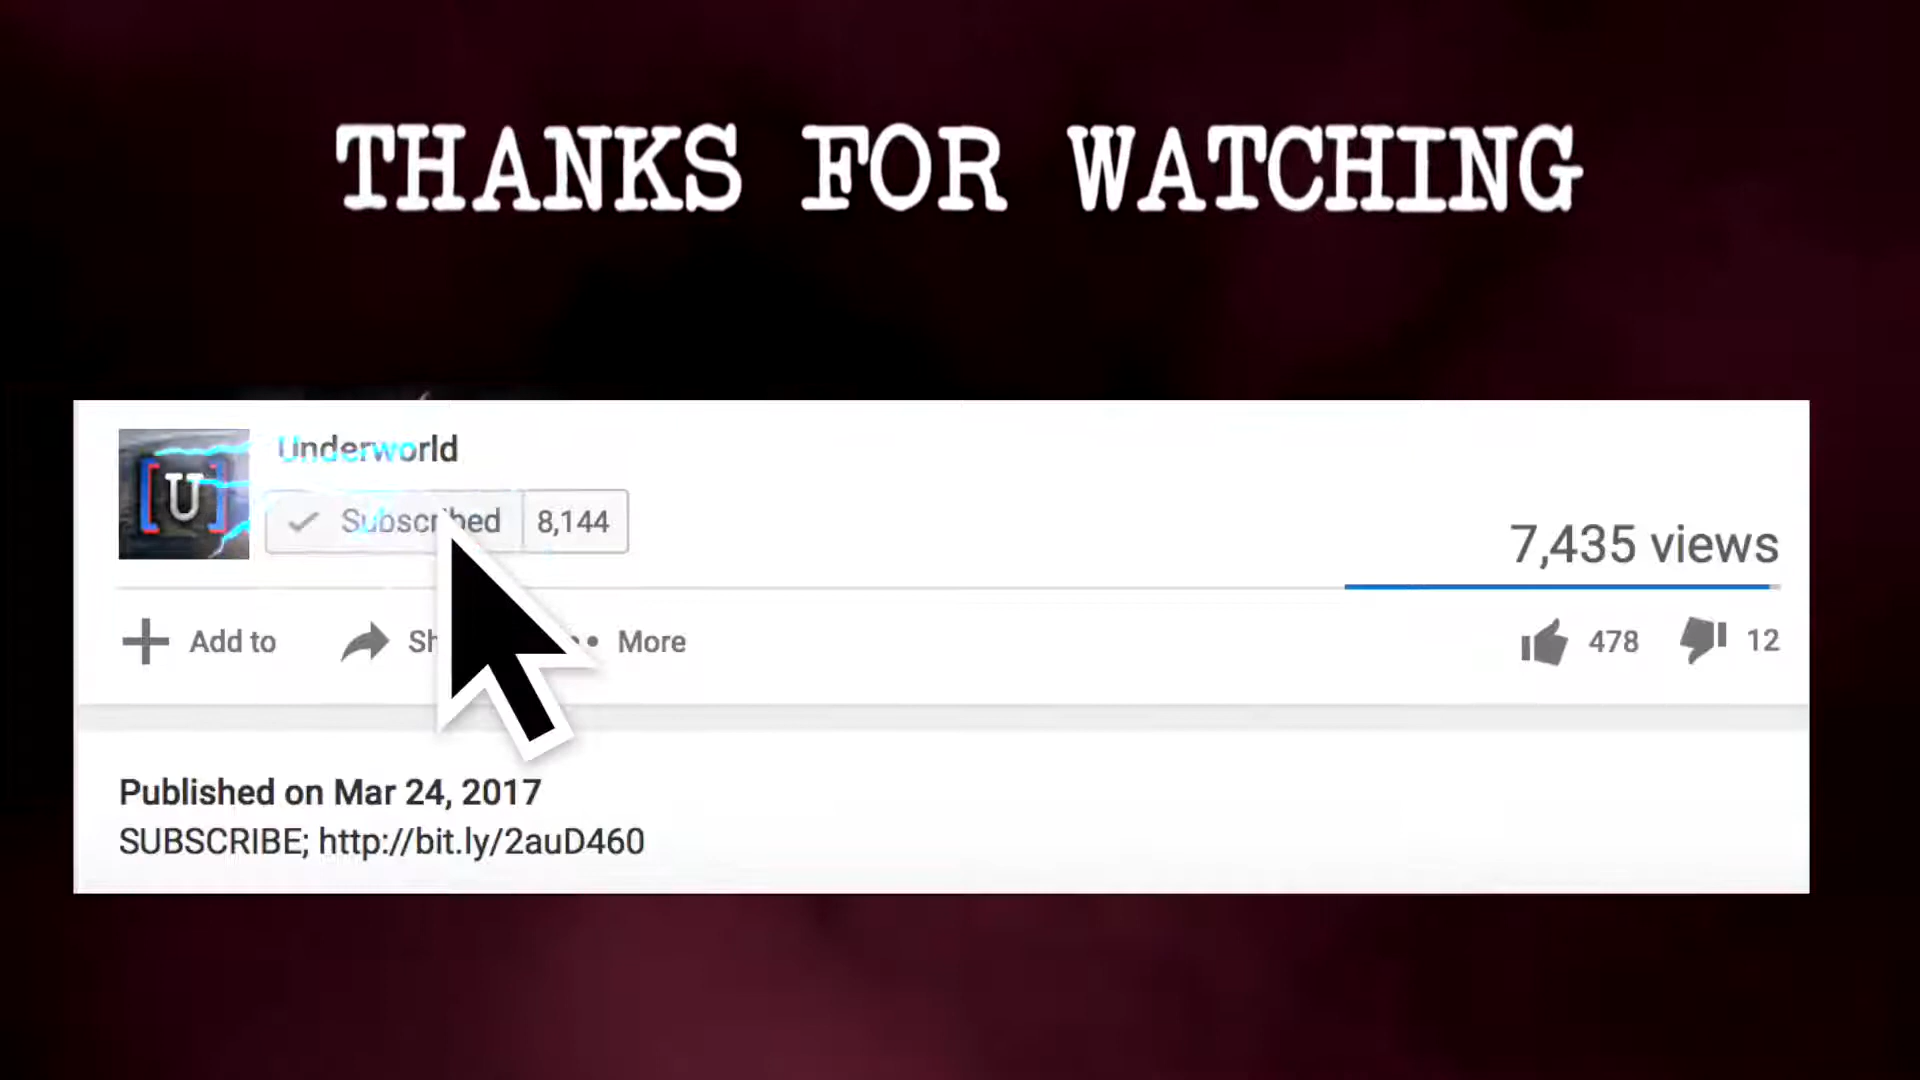 THANKS FOR WATCHING
[U]
Underworld
Subscribed 8,144
7,435 views
Add to
More
478
12
Published on Mar 24, 2017
SUBSCRIBE; http://bit.ly/2auD460